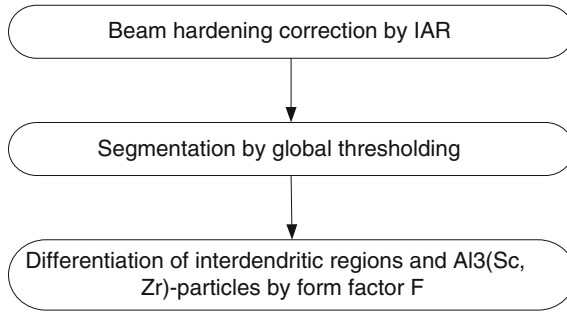 Beam hardening correction by IAR
Segmentation by global thresholding
Differentiation of interdendritic regions and Al3(Sc,
Zr)-particles by form factor F